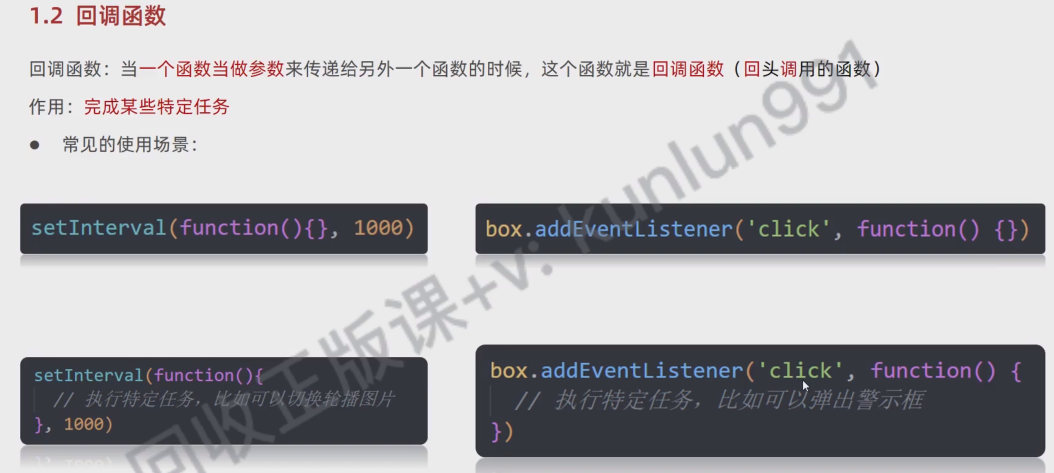 1.2 回调函数
回调函数：当一个函数当做参数来传递给另外一个函数的时候，这个函数就是回调函数（回头调用的函数）
作用：完成某些特定任务
● 常见的使用场景：
setInterval(function(){}, 1000)
box.addEventListener('click', function() {})
setInterval(function(){
// 执行特定任务，比如可以切换轮播图片
}, 1000)
box.addEventListener('click', function() {
// 执行特定任务，比如可以弹出警示框
})
回收正版课+v: kunlun991